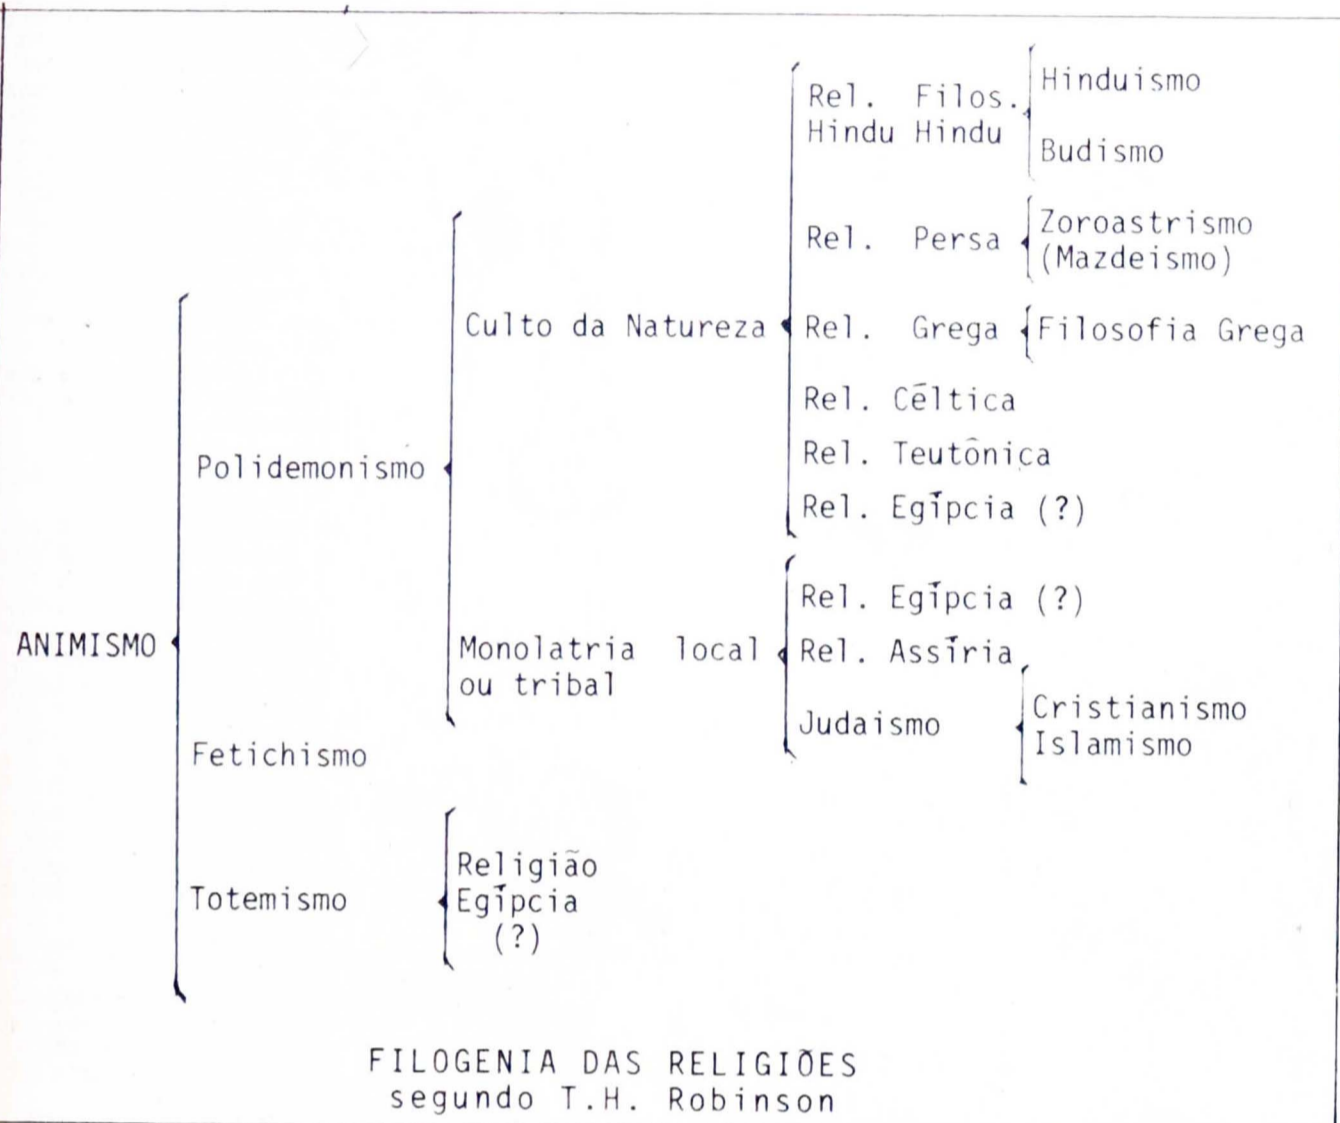 Rel. Filos.
Hindu Hindu
Hinduismo
Budismo
Rel. Persa
Zoroastrismo
(Mazdeismo)
Culto da Natureza
Rel. Grega
Filosofia Grega
Rel. Céltica
Rel. Teutônica
Rel. Egípcia (?)
Polidemonismo
Rel. Egípcia (?)
ANIMISMO
Monolatria local
ou tribal
Rel. Assíria
Judaismo
Cristianismo
Islamismo
Fetichismo
Totemismo
Religião
Egípcia
(?)
FILOGENIA DAS RELIGIÕES
segundo T.H. Robinson